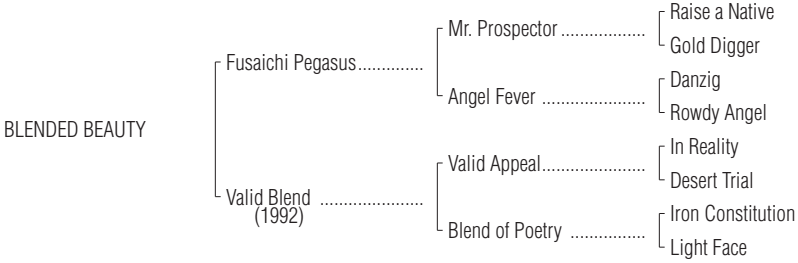 Raise a Native
Mr. Prospector ...................
Gold Digger
Fusaichi Pegasus..............
Danzig
Angel Fever .......................
Rowdy Angel
BLENDED BEAUTY
In Reality
Valid Appeal.......................
Desert Trial
Valid Blend ......................
(1992)
Iron Constitution
Blend of Poetry ................
Light Face